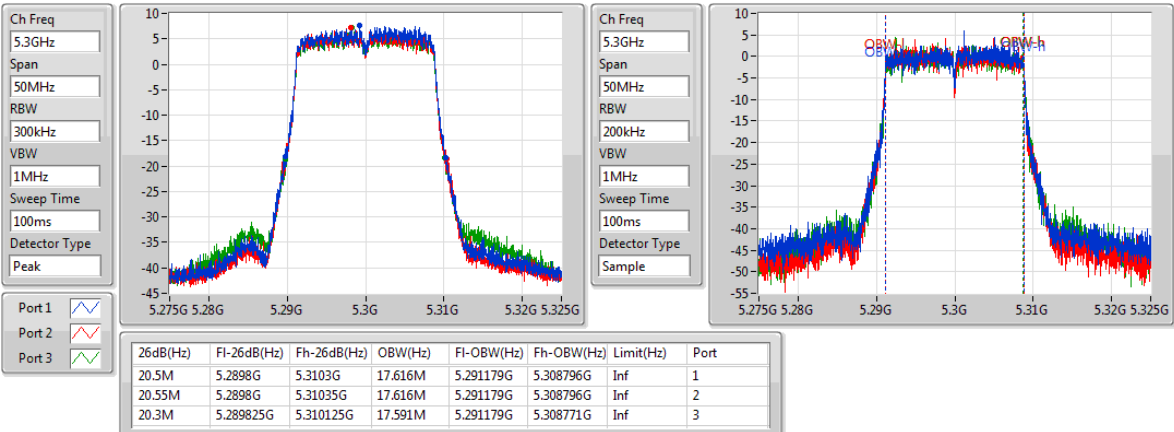 Ch Freq
5.3GHz
Span
50MHz
RBW
300kHz
VBW
1MHz
Sweep Time
100ms
Detector Type
Peak
Port 1
Port 2
Port 3
10
5
0
-5
-10
-15
-20
-25
-30
-35
-40
-45
5.275G 5.28G 5.29G 5.3G 5.31G 5.32G 5.325G
Ch Freq
5.3GHz
Span
50MHz
RBW
200kHz
VBW
1MHz
Sweep Time
100ms
Detector Type
Sample
10
5
0
-5
-10
-15
-20
-25
-30
-35
-40
-45
-50
-55
OBW-h
OBW-h
5.275G 5.28G 5.29G 5.3G 5.31G 5.32G 5.325G
26dB(Hz) Fl-26dB(Hz) Fh-26dB(Hz) OBW(Hz) Fl-OBW(Hz) Fh-OBW(Hz) Limit(Hz) Port
20.5M 5.2898G 5.3103G 17.616M 5.291179G 5.308796G Inf 1
20.55M 5.2898G 5.31035G 17.616M 5.291179G 5.308796G Inf 2
20.3M 5.289825G 5.310125G 17.591M 5.291179G 5.308771G Inf 3